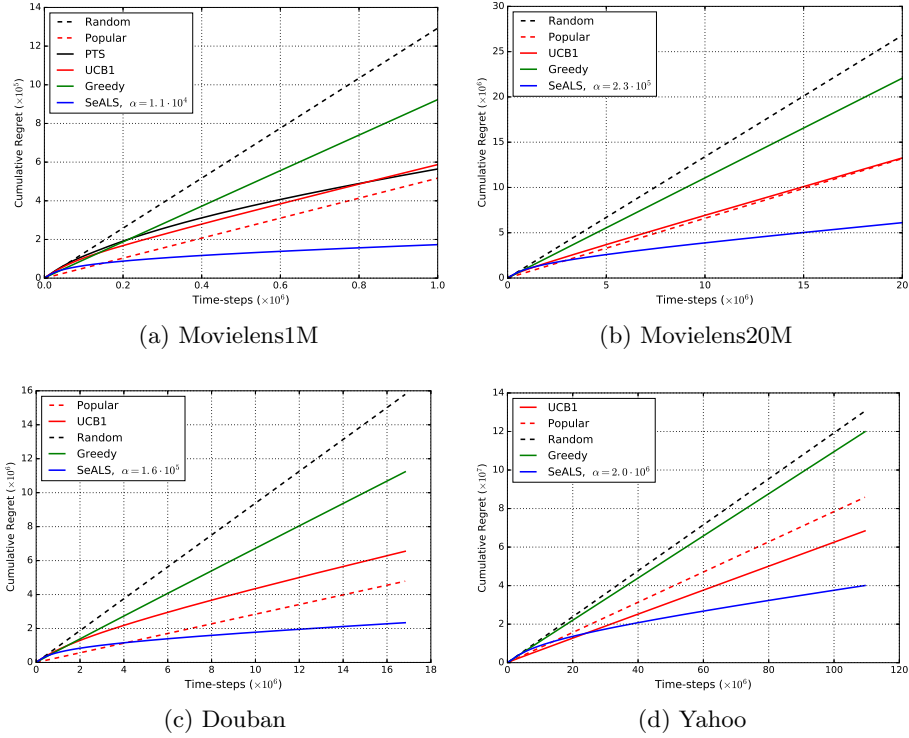 14
12
10
8
6
4
2
0
Cumulative Regret (×10⁵)
Random
Popular
PTS
UCB1
Greedy
SeALS, α = 1.1 · 10⁴
0.0 0.2 0.4 0.6 0.8 1.0
Time-steps (×10⁶)
(a) Movielens1M
30
25
20
15
10
5
0
Cumulative Regret (×10⁶)
Random
Popular
UCB1
Greedy
SeALS, α = 2.3 · 10⁵
0 5 10 15 20
Time-steps (×10⁶)
(b) Movielens20M
16
14
12
10
8
6
4
2
0
Cumulative Regret (×10⁶)
Popular
UCB1
Random
Greedy
SeALS, α = 1.6 · 10⁵
0 2 4 6 8 10 12 14 16 18
Time-steps (×10⁶)
(c) Douban
14
12
10
8
6
4
2
0
Cumulative Regret (×10⁷)
UCB1
Popular
Random
Greedy
SeALS, α = 2.0 · 10⁶
0 20 40 60 80 100 120
Time-steps (×10⁶)
(d) Yahoo